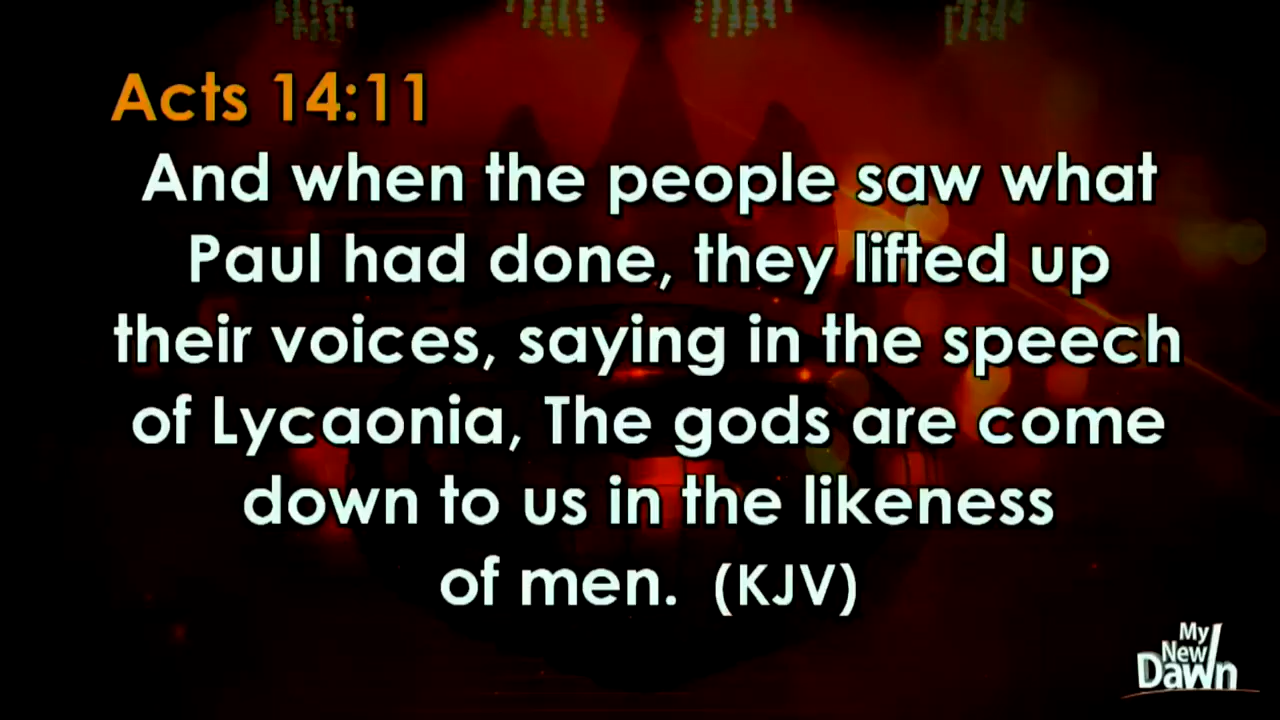 Acts 14:11
And when the people saw what
Paul had done, they lifted up
their voices, saying in the speech
of Lycaonia, The gods are come
down to us in the likeness
of men. (KJV)
My
New
Dawn